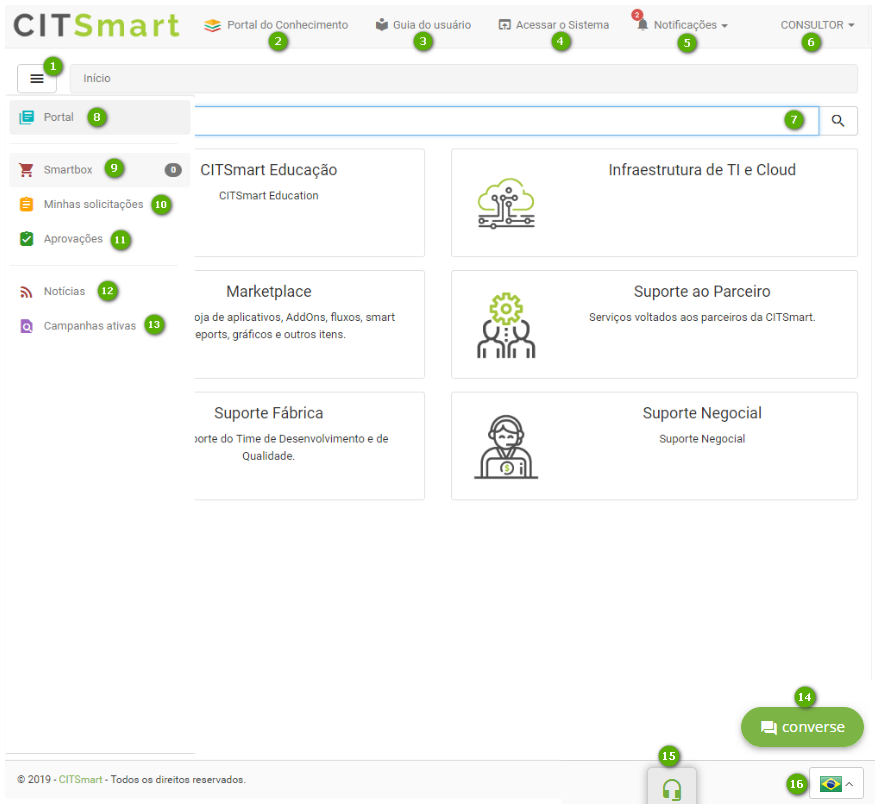 CITSmart
Portal do Conhecimento
Guia do usuário
Acessar o Sistema
2
Notificações
CONSULTOR
2
3
4
5
6
1
Início
Portal 8
7
Smartbox 9 0
Minhas solicitações 10
Aprovações 11
Notícias 12
Campanhas ativas 13
CITSmart Educação
CITSmart Education
Infraestrutura de TI e Cloud
Marketplace
oja de aplicativos, AddOns, fluxos, smart
eports, gráficos e outros itens.
Suporte ao Parceiro
Serviços voltados aos parceiros da CITSmart.
Suporte Fábrica
orte do Time de Desenvolvimento e de
Qualidade.
Suporte Negocial
Suporte Negocial
14
converse
15
© 2019 - CITSmart - Todos os direitos reservados.
16